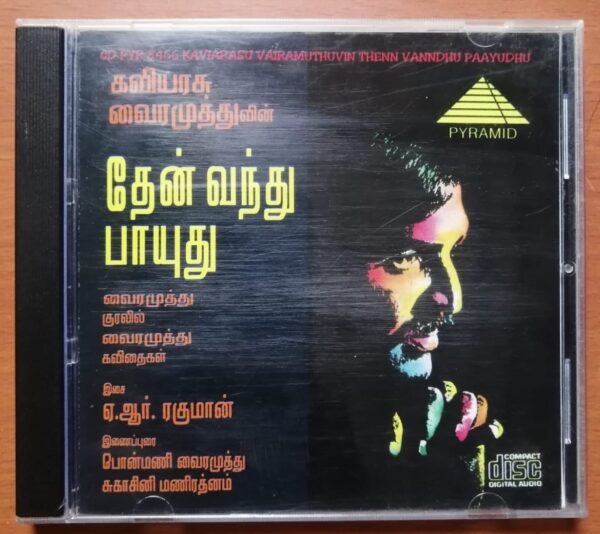 CD PYR 8466 KAVIARASU VAIRAMUTHUVIN THENN VANNDHU PAAYUDHU
கவியரசு
வைரமுத்துவின்
PYRAMID
தேன் வந்து
பாயுது
வைரமுத்து
குரலில்
வைரமுத்து
கவிதைகள்
இசை
ஏ.ஆர். ரகுமான்
இணைப்புரை
பொன்மணி வைரமுத்து
சுகாசினி மணிரத்னம்
COMPACT
disc
DIGITAL AUDIO